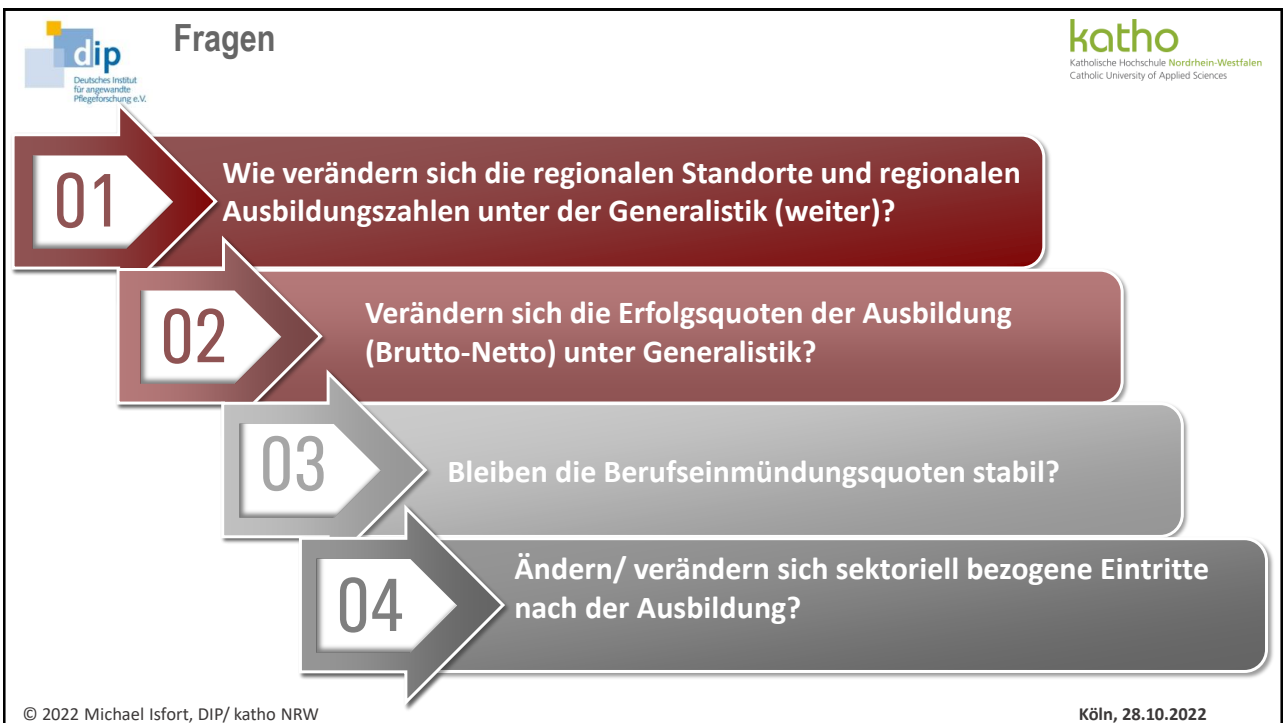 dip
Deutsches Institut
für angewandte
Pflegeforschung e.V.
Fragen
katho
Katholische Hochschule Nordrhein-Westfalen
Catholic University of Applied Sciences
01
Wie verändern sich die regionalen Standorte und regionalen
Ausbildungszahlen unter der Generalistik (weiter)?
02
Verändern sich die Erfolgsquoten der Ausbildung
(Brutto-Netto) unter Generalistik?
03
Bleiben die Berufseinmündungsquoten stabil?
04
Ändern/ verändern sich sektoriell bezogene Eintritte
nach der Ausbildung?
© 2022 Michael Isfort, DIP/ katho NRW
Köln, 28.10.2022